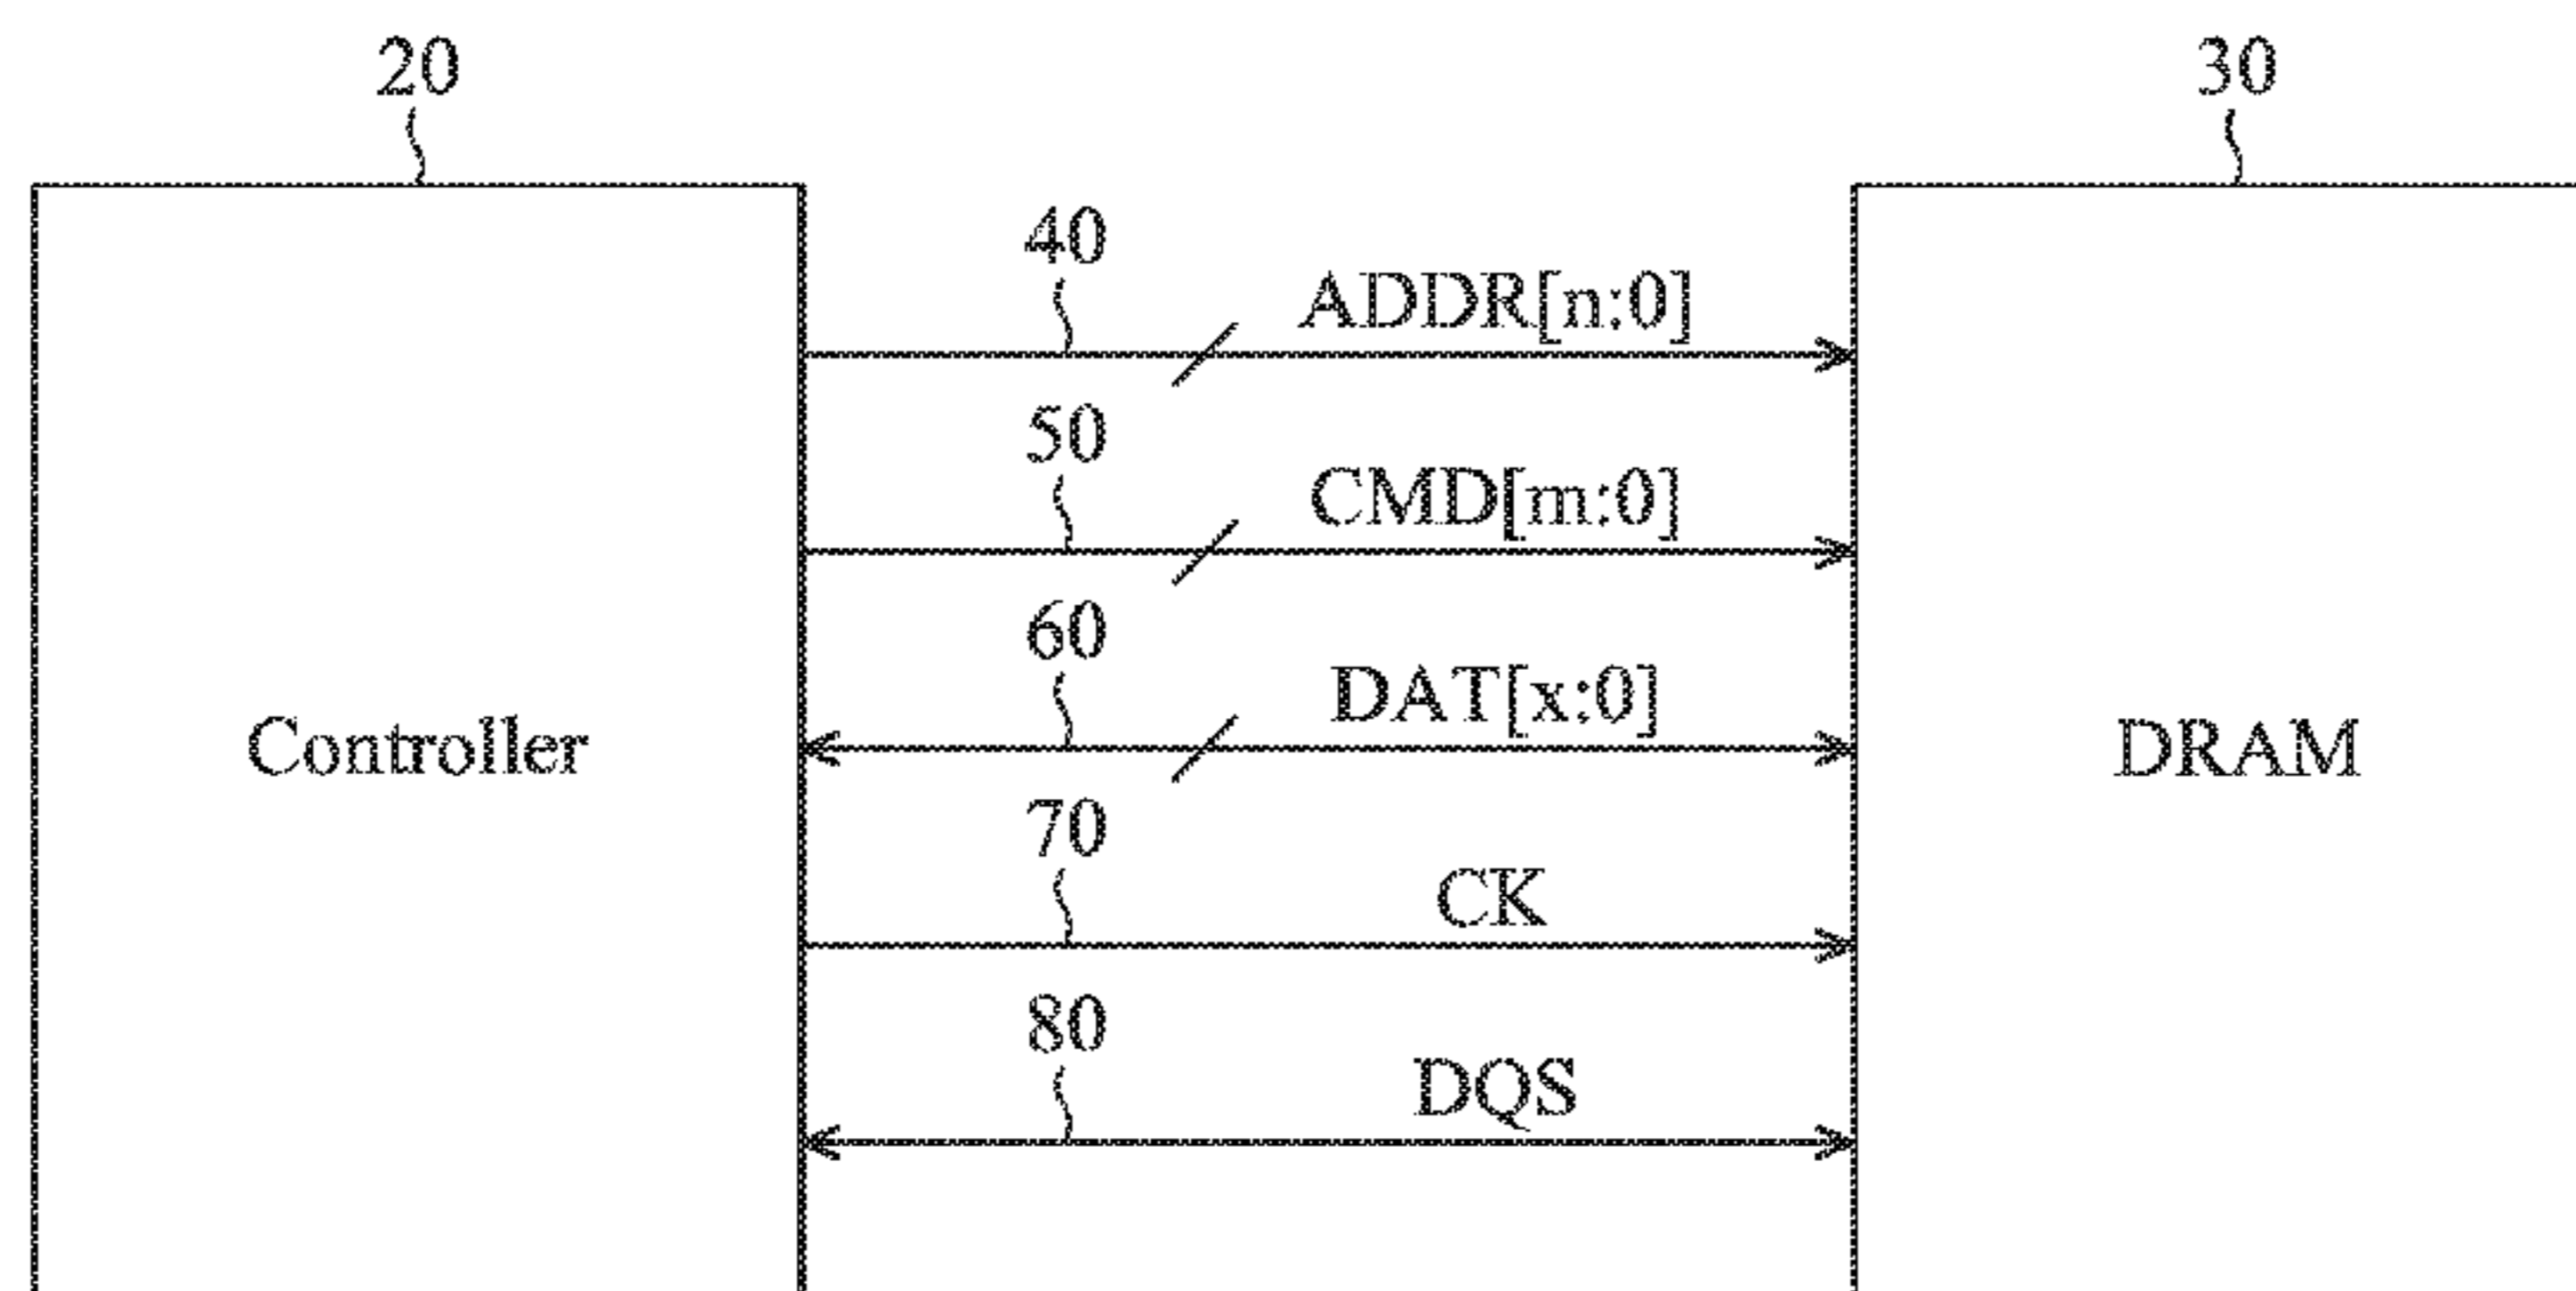 20
30
40
ADDR[n:0]
50
CMD[m:0]
60
DAT[x:0]
Controller
DRAM
70
CK
80
DQS